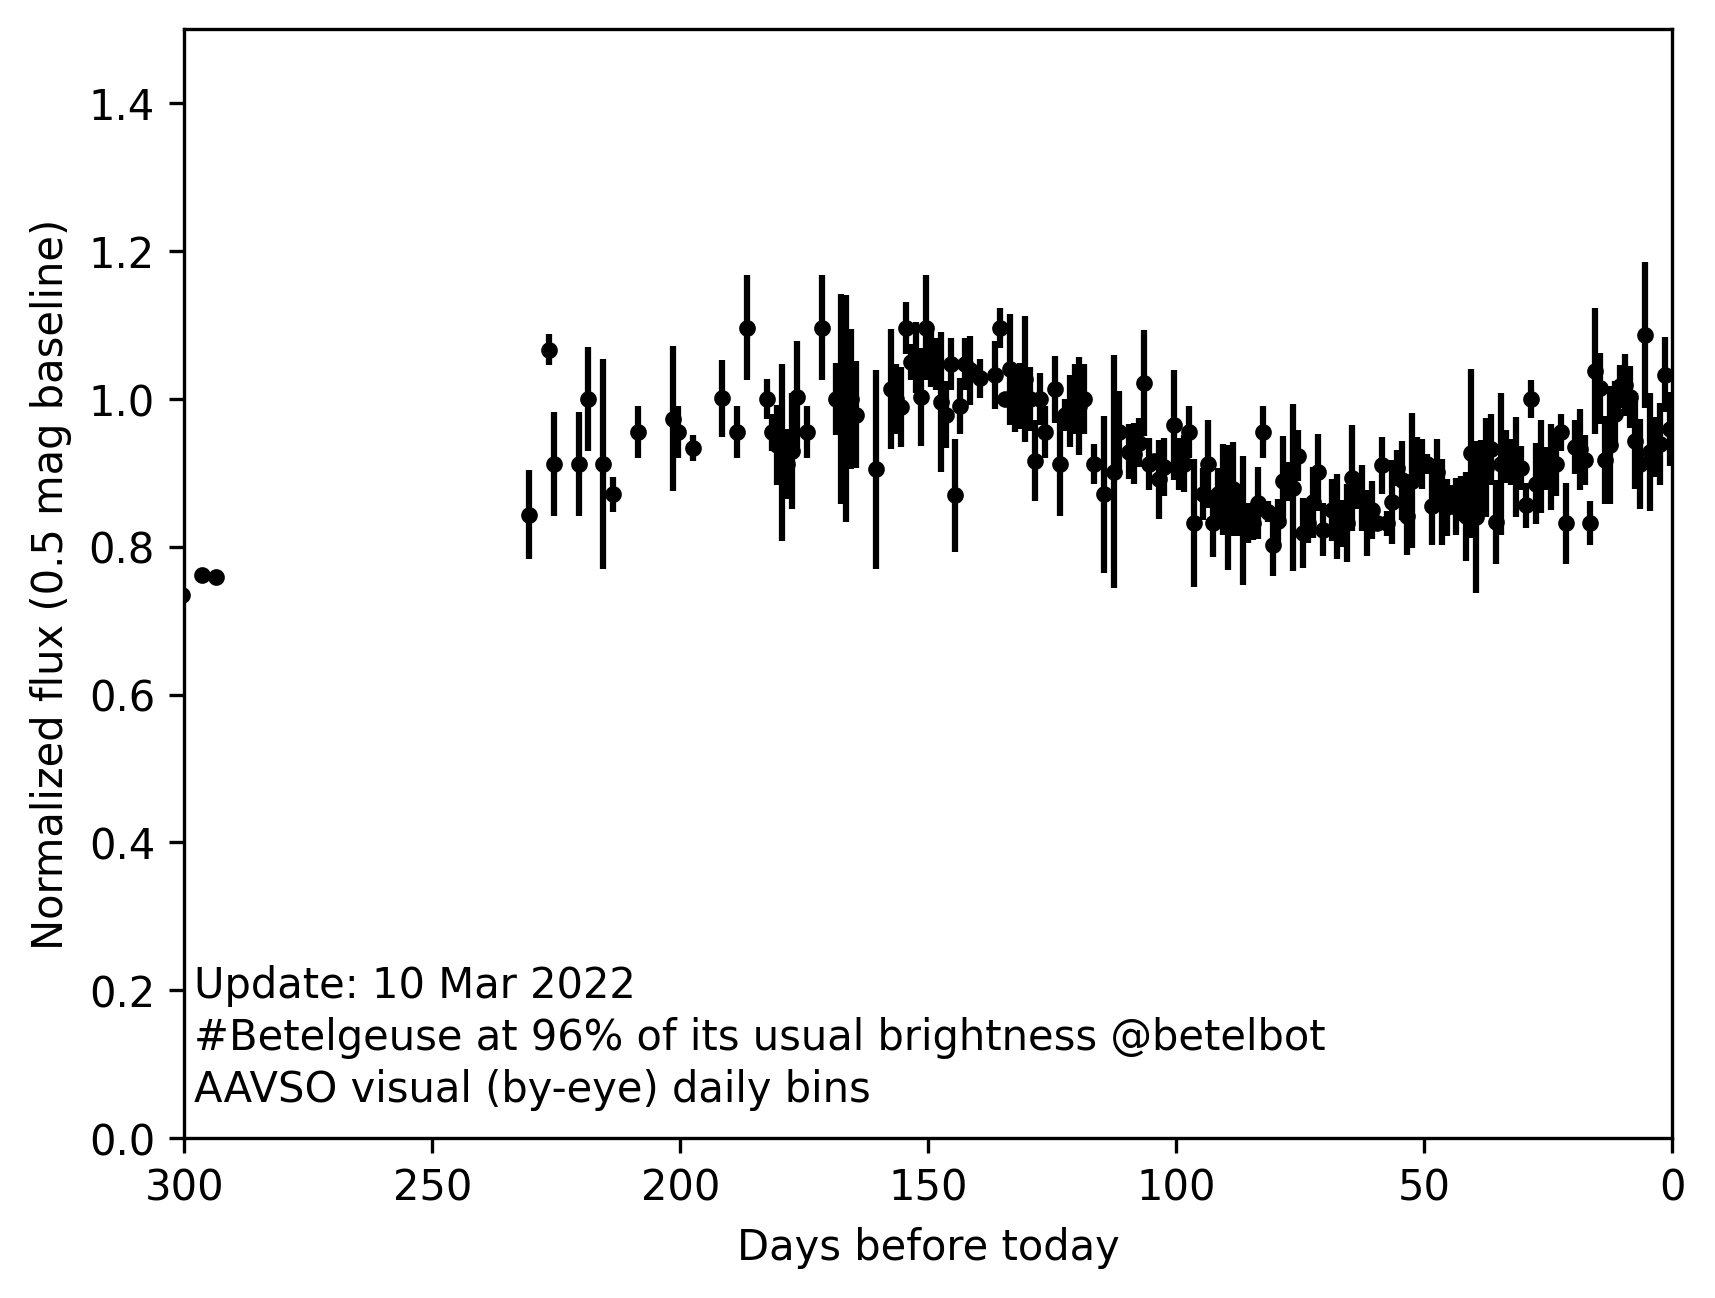 1.4
1.2
1.0
0.8
0.6
0.4
0.2
0.0
Normalized flux (0.5 mag baseline)
Update: 10 Mar 2022
#Betelgeuse at 96% of its usual brightness @betelbot
AAVSO visual (by-eye) daily bins
300 250 200 150 100 50 0
Days before today